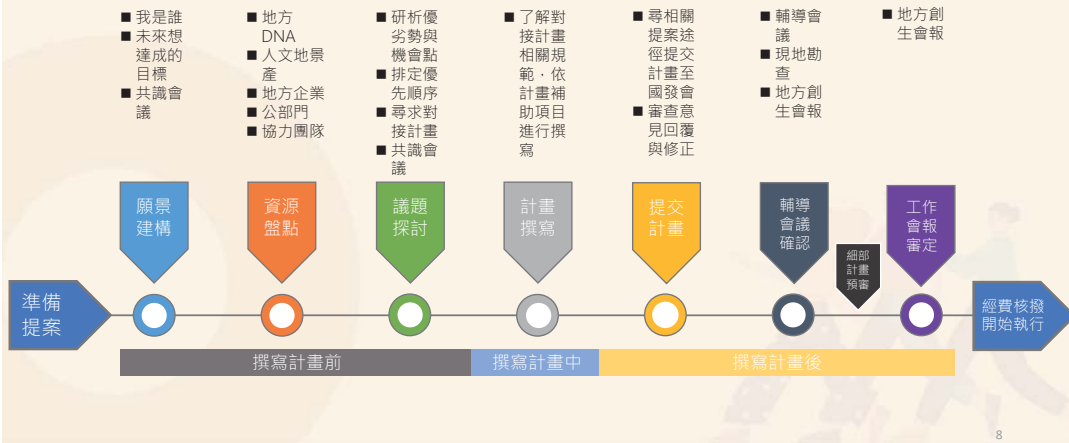 ■ 我是誰
■ 未來想
達成的
目標
■ 共識會
議
■ 地方
DNA
■ 人文地景
產
■ 地方企業
■ 公部門
■ 協力團隊
■ 研析優
劣勢與
機會點
■ 排定優
先順序
■ 尋求對
接計畫
■ 共識會
議
■ 了解對
接計畫
相關規
範，依
計畫補
助項目
進行撰
寫
■ 尋相關
提案途
徑提交
計畫至
國發會
■ 審查意
見回覆
與修正
■ 輔導會
議
■ 現地勘
查
■ 地方創
生會報
■ 地方創
生會報
願景
建構
資源
盤點
議題
探討
計畫
撰寫
提交
計畫
輔導
會議
確認
細部
計畫
預審
工作
會報
審定
準備
提案
經費核撥
開始執行
撰寫計畫前
撰寫計畫中
撰寫計畫後
8